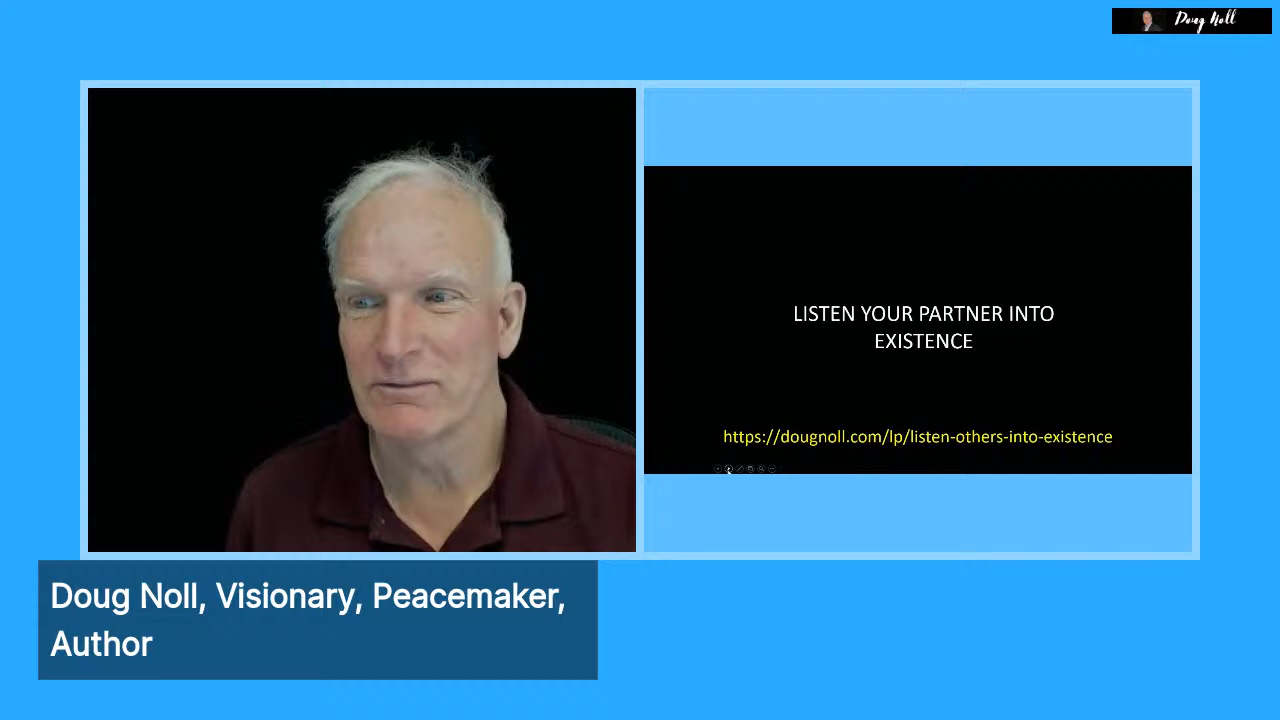 Doug Noll
LISTEN YOUR PARTNER INTO
EXISTENCE
https://dougnoll.com/lp/listen-others-into-existence
Doug Noll, Visionary, Peacemaker,
Author